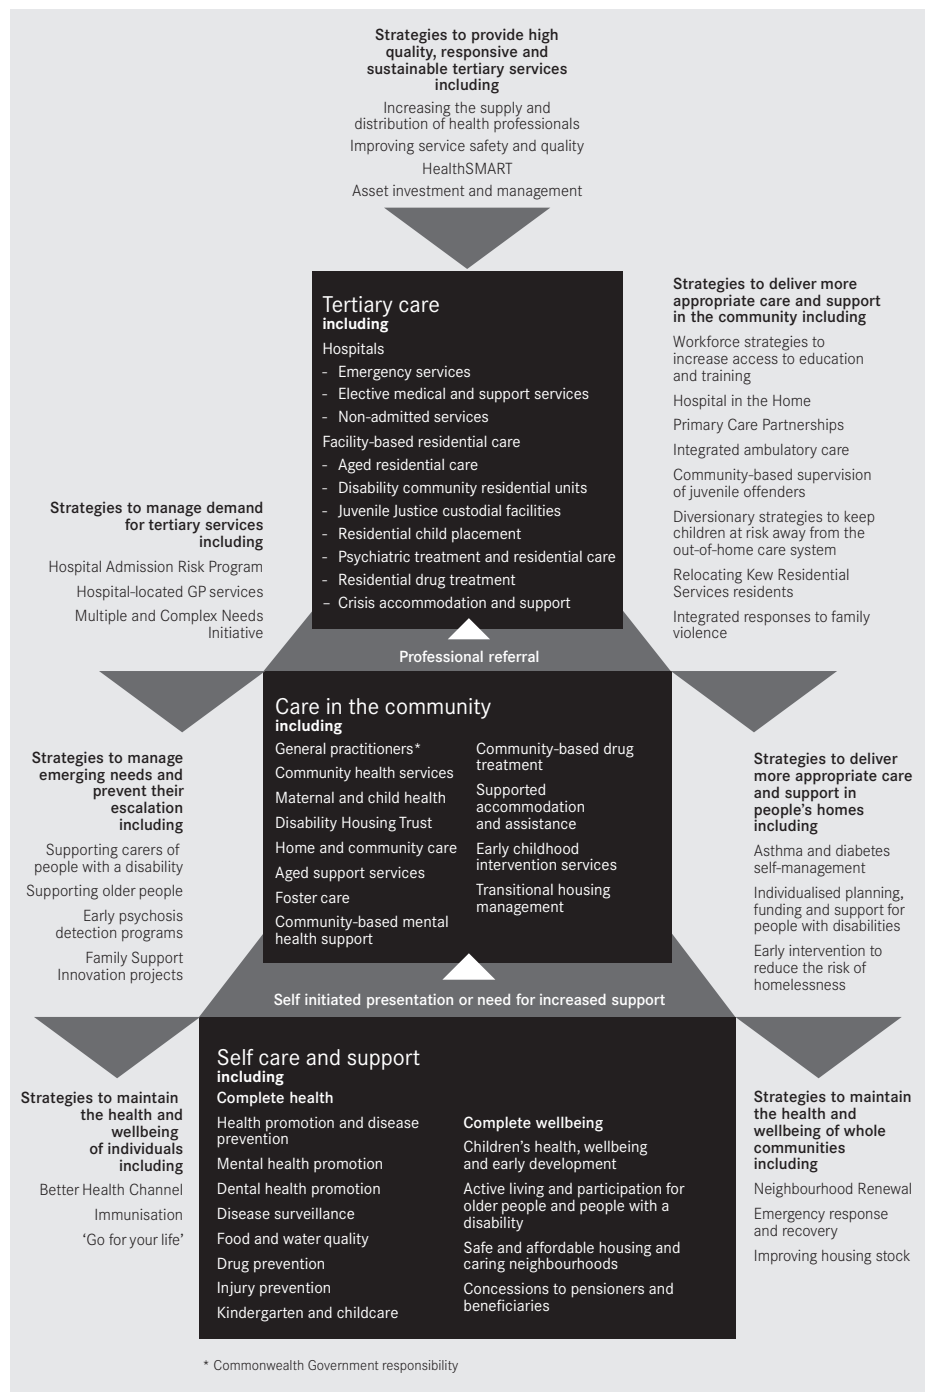 Strategies to provide high
quality, responsive and
sustainable tertiary services
including
Increasing the supply and
distribution of health professionals
Improving service safety and quality
HealthSMART
Asset investment and management
Tertiary care
including
Hospitals
- Emergency services
- Elective medical and support services
- Non-admitted services
Facility-based residential care
- Aged residential care
- Disability community residential units
- Juvenile Justice custodial facilities
- Residential child placement
- Psychiatric treatment and residential care
- Residential drug treatment
– Crisis accommodation and support
Strategies to deliver more
appropriate care and support
in the community including
Workforce strategies to
increase access to education
and training
Hospital in the Home
Primary Care Partnerships
Integrated ambulatory care
Community-based supervision
of juvenile offenders
Diversionary strategies to keep
children at risk away from the
out-of-home care system
Relocating Kew Residential
Services residents
Integrated responses to family
violence
Strategies to manage demand
for tertiary services
including
Hospital Admission Risk Program
Hospital-located GP services
Multiple and Complex Needs
Initiative
Professional referral
Care in the community
including
General practitioners*
Community health services
Maternal and child health
Disability Housing Trust
Home and community care
Aged support services
Foster care
Community-based mental
health support
Community-based drug
treatment
Supported
accommodation
and assistance
Early childhood
intervention services
Transitional housing
management
Strategies to manage
emerging needs and
prevent their
escalation
including
Supporting carers of
people with a disability
Supporting older people
Early psychosis
detection programs
Family Support
Innovation projects
Strategies to deliver
more appropriate care
and support in
people's homes
including
Asthma and diabetes
self-management
Individualised planning,
funding and support for
people with disabilities
Early intervention to
reduce the risk of
homelessness
Self initiated presentation or need for increased support
Self care and support
including
Complete health
Health promotion and disease
prevention
Mental health promotion
Dental health promotion
Disease surveillance
Food and water quality
Drug prevention
Injury prevention
Kindergarten and childcare
Complete wellbeing
Children's health, wellbeing
and early development
Active living and participation for
older people and people with a
disability
Safe and affordable housing and
caring neighbourhoods
Concessions to pensioners and
beneficiaries
Strategies to maintain
the health and
wellbeing
of individuals
including
Better Health Channel
Immunisation
‘Go for your life’
Strategies to maintain
the health and
wellbeing of whole
communities
including
Neighbourhood Renewal
Emergency response
and recovery
Improving housing stock
* Commonwealth Government responsibility